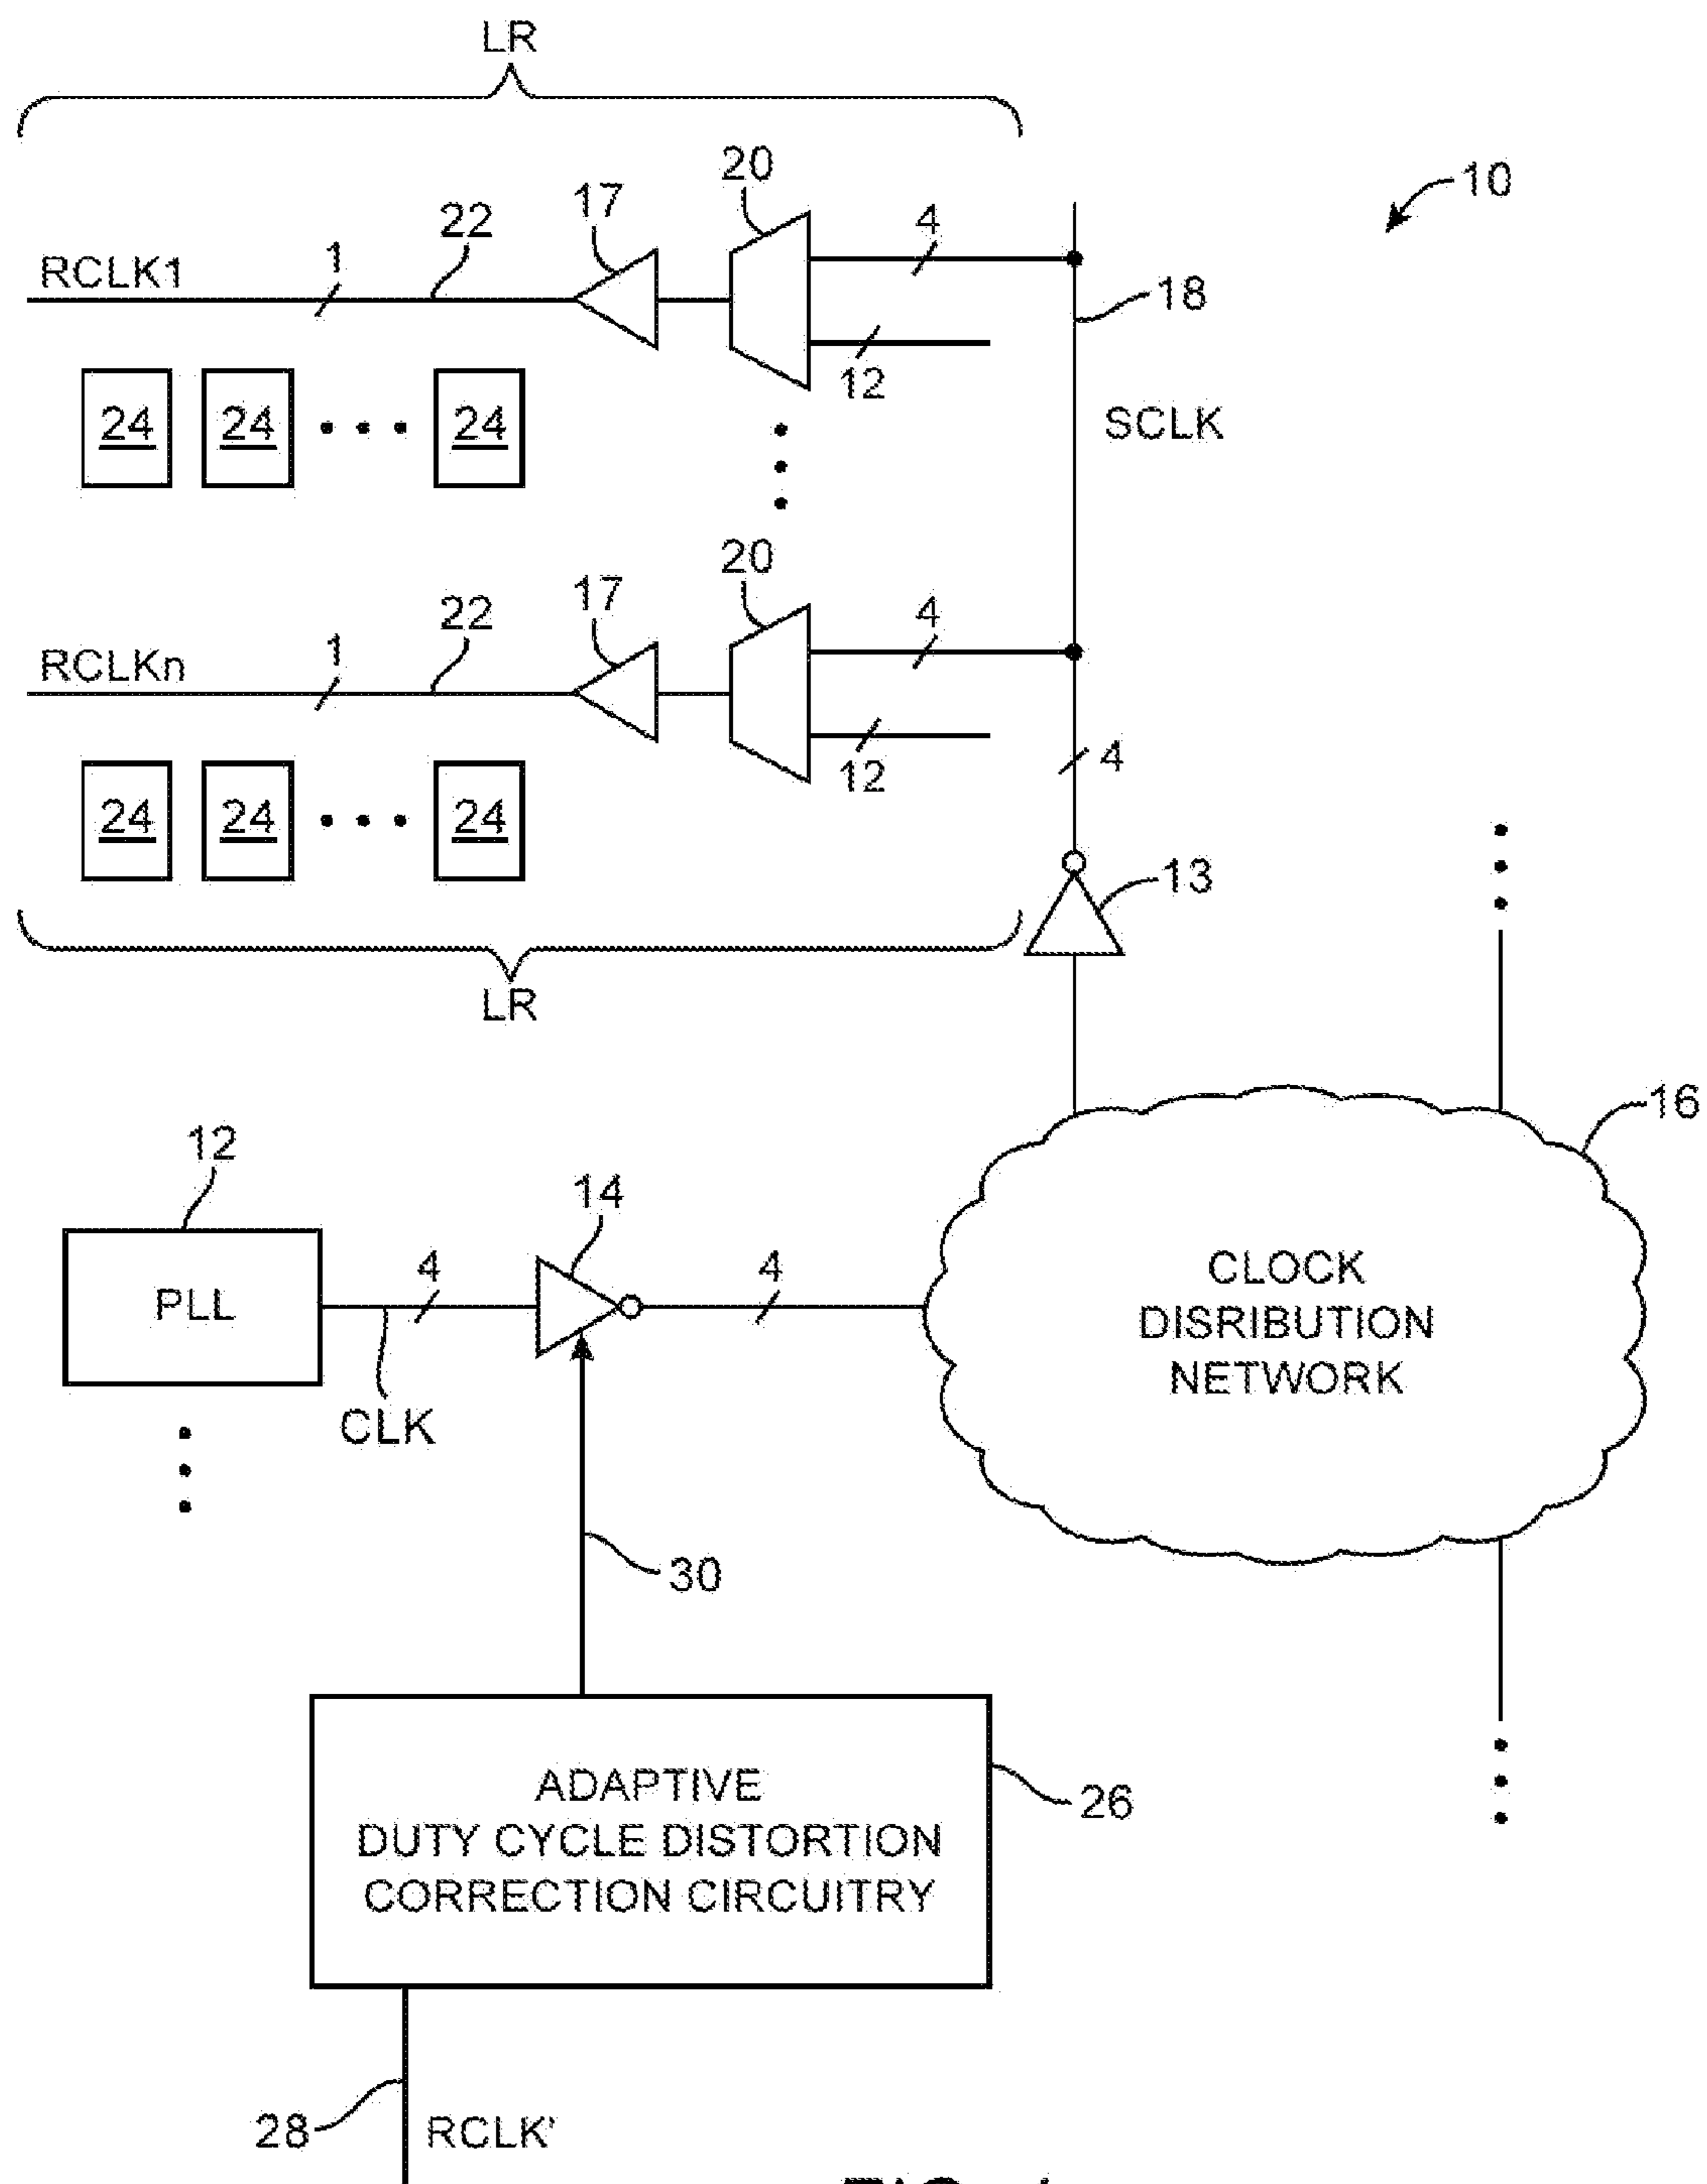 LR
10
20
17
4
22
1
RCLK1
18
12
24 24 24
SCLK
20
17
4
22
1
RCLKn
12
4
24 24 24
13
LR
16
12
14
PLL
4
4
CLK
CLOCK
DISRIBUTION
NETWORK
30
ADAPTIVE
DUTY CYCLE DISTORTION
CORRECTION CIRCUITRY
26
28
RCLK'